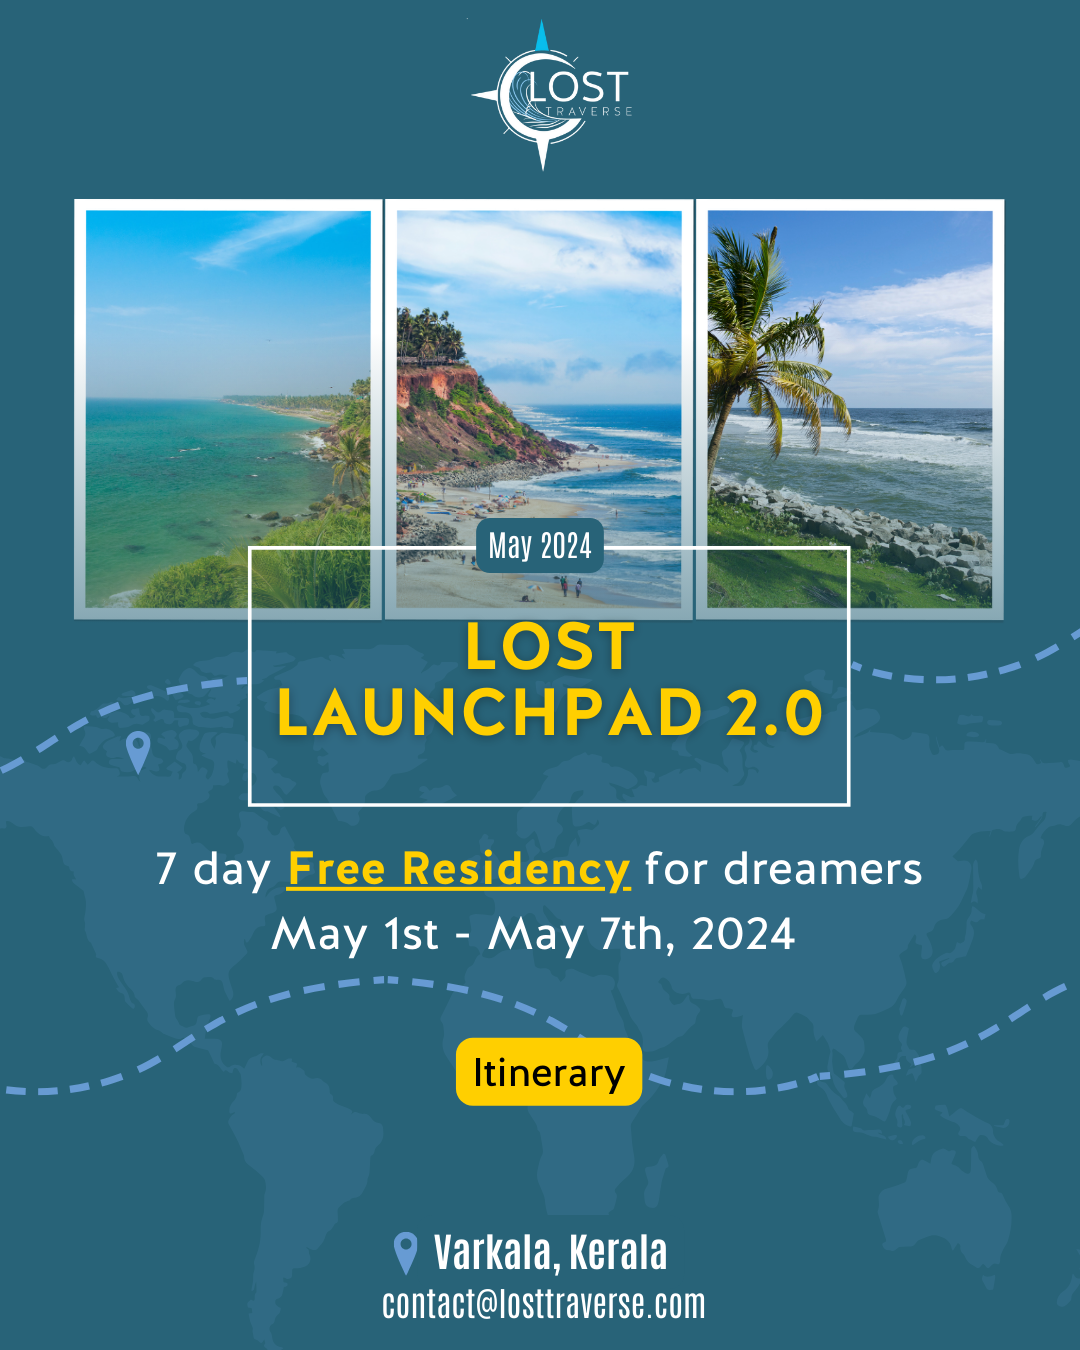 LOST
TRAVERSE
May 2024
LOST
LAUNCHPAD 2.0
7 day Free Residency for dreamers
May 1st - May 7th, 2024
Itinerary
Varkala, Kerala
contact@losttraverse.com